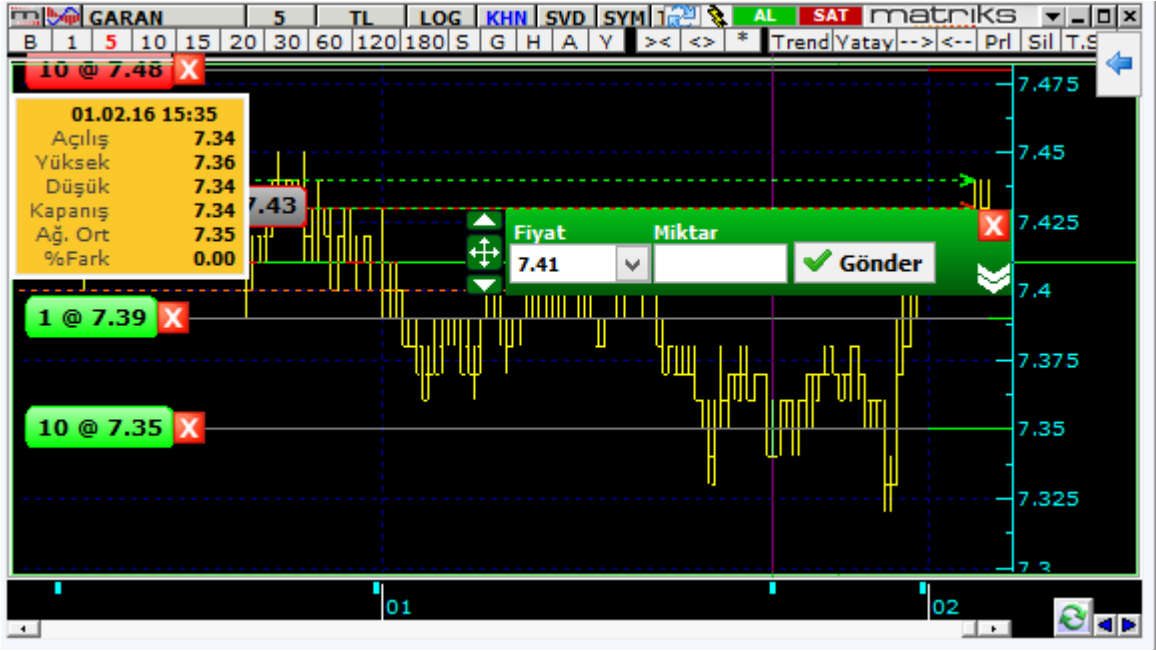 GARAN 5 TL LOG KHN SVD SYM AL SAT matriks
B 1 5 10 15 20 30 60 120 180 S G H A Y >< <> * Trend Yatay --> <-- Prl Sil T.S
10 @ 7.48 X
7.475
01.02.16 15:35
Açılış 7.34
Yüksek 7.36
Düşük 7.34
Kapanış 7.34
Ağ. Ort 7.35
%Fark 0.00
7.45
7.43
7.425
Fiyat Miktar X
7.41 Gönder
7.4
1 @ 7.39 X
7.375
10 @ 7.35 X
7.35
7.325
7.3
01 02